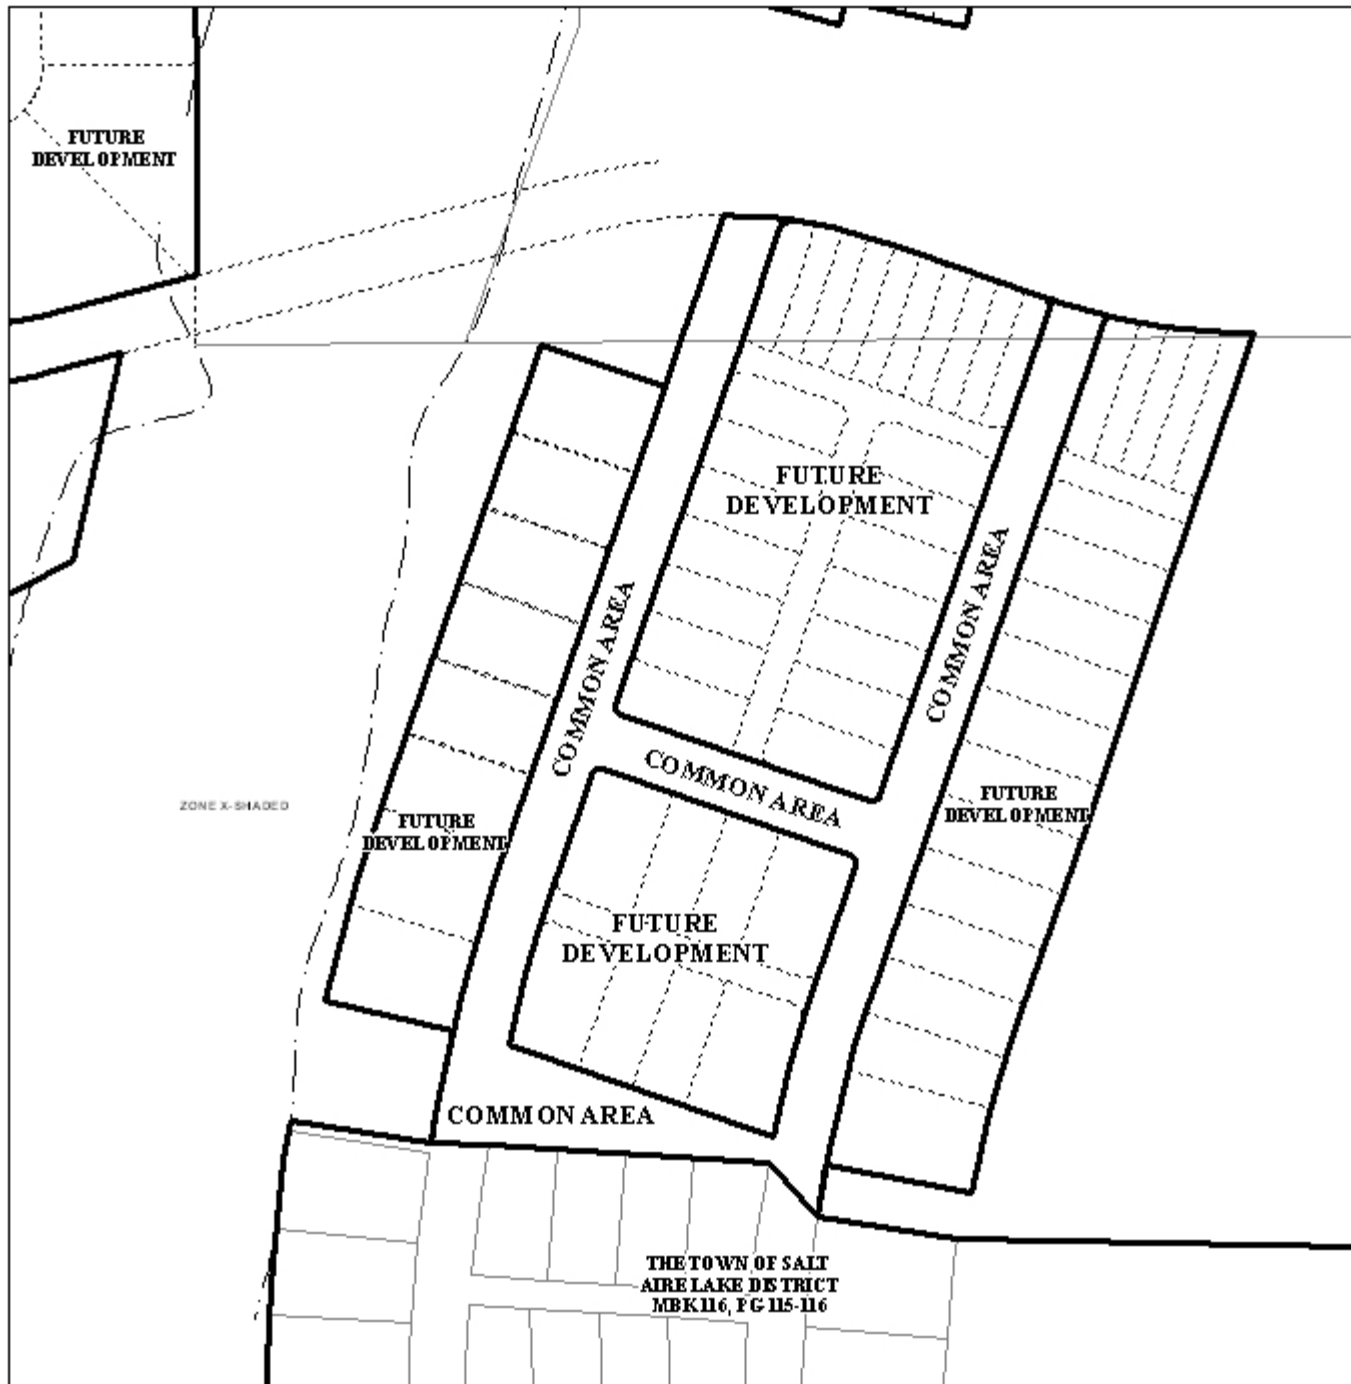 FUTURE
DEVELOPMENT
FUTURE
DEVELOPMENT
COMMON AREA
COMMON AREA
COMMON AREA
ZONE X-SHADED
FUTURE
DEVELOPMENT
FUTURE
DEVELOPMENT
FUTURE
DEVELOPMENT
COMMON AREA
THE TOWN OF SALT
AIRE LAKE DISTRICT
MBK 116, PG 115-116